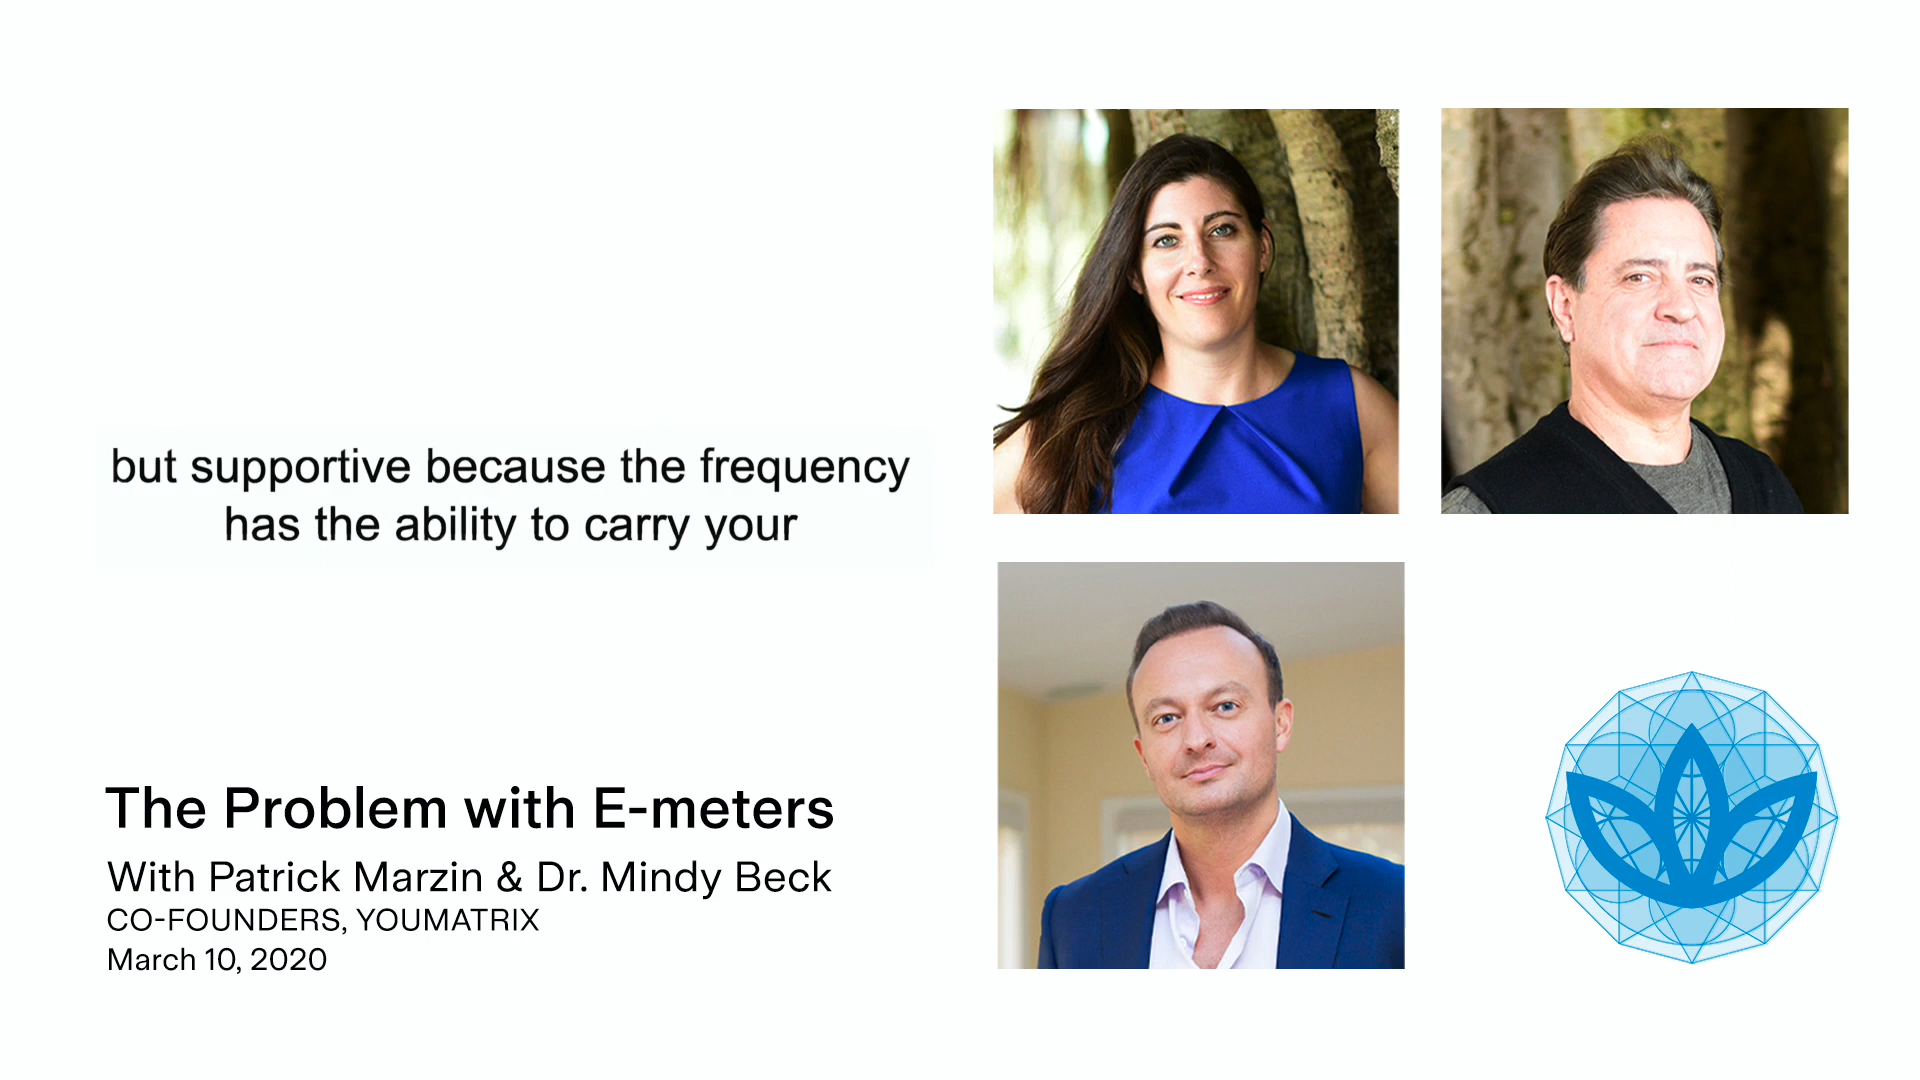 but supportive because the frequency
has the ability to carry your
The Problem with E-meters
With Patrick Marzin & Dr. Mindy Beck
CO-FOUNDERS, YOUMATRIX
March 10, 2020